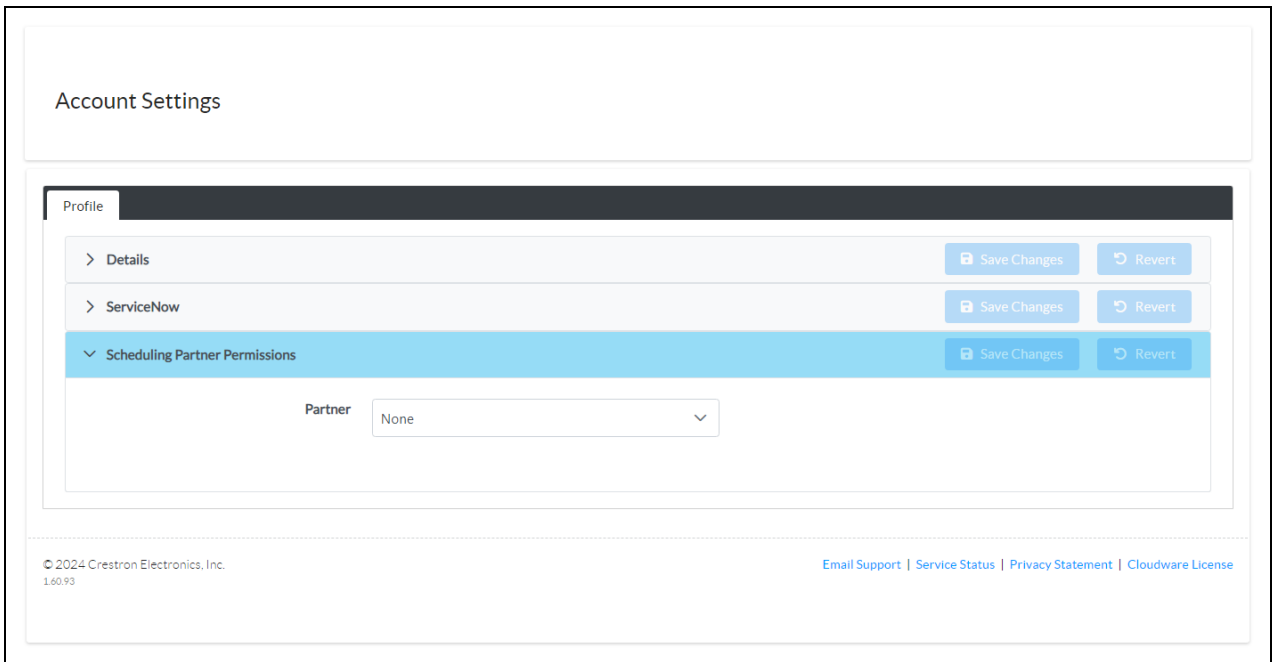 Account Settings
Profile
Details Save Changes Revert
ServiceNow Save Changes Revert
Scheduling Partner Permissions Save Changes Revert
Partner None
© 2024 Crestron Electronics, Inc. Email Support | Service Status | Privacy Statement | Cloudware License
1.60.93